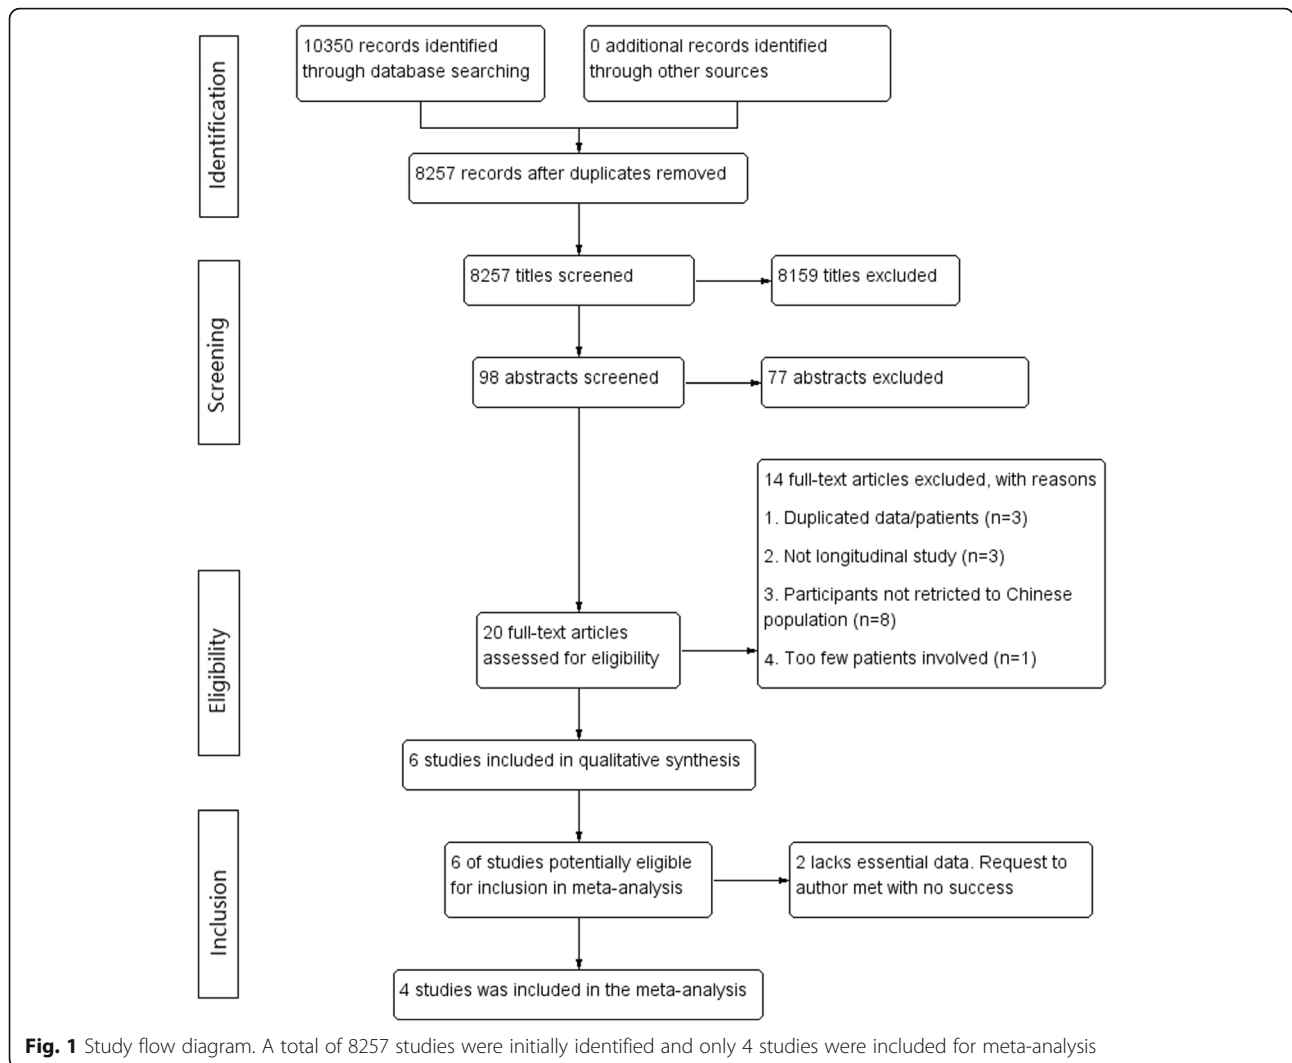 Identification
10350 records identified
through database searching
0 additional records identified
through other sources
8257 records after duplicates removed
Screening
8257 titles screened
8159 titles excluded
98 abstracts screened
77 abstracts excluded
Eligibility
14 full-text articles excluded, with reasons
1. Duplicated data/patients (n=3)
2. Not longitudinal study (n=3)
3. Participants not retricted to Chinese
population (n=8)
4. Too few patients involved (n=1)
20 full-text articles
assessed for eligibility
6 studies included in qualitative synthesis
Inclusion
6 of studies potentially eligible
for inclusion in meta-analysis
2 lacks essential data. Request to
author met with no success
4 studies was included in the meta-analysis
Fig. 1 Study flow diagram. A total of 8257 studies were initially identified and only 4 studies were included for meta-analysis